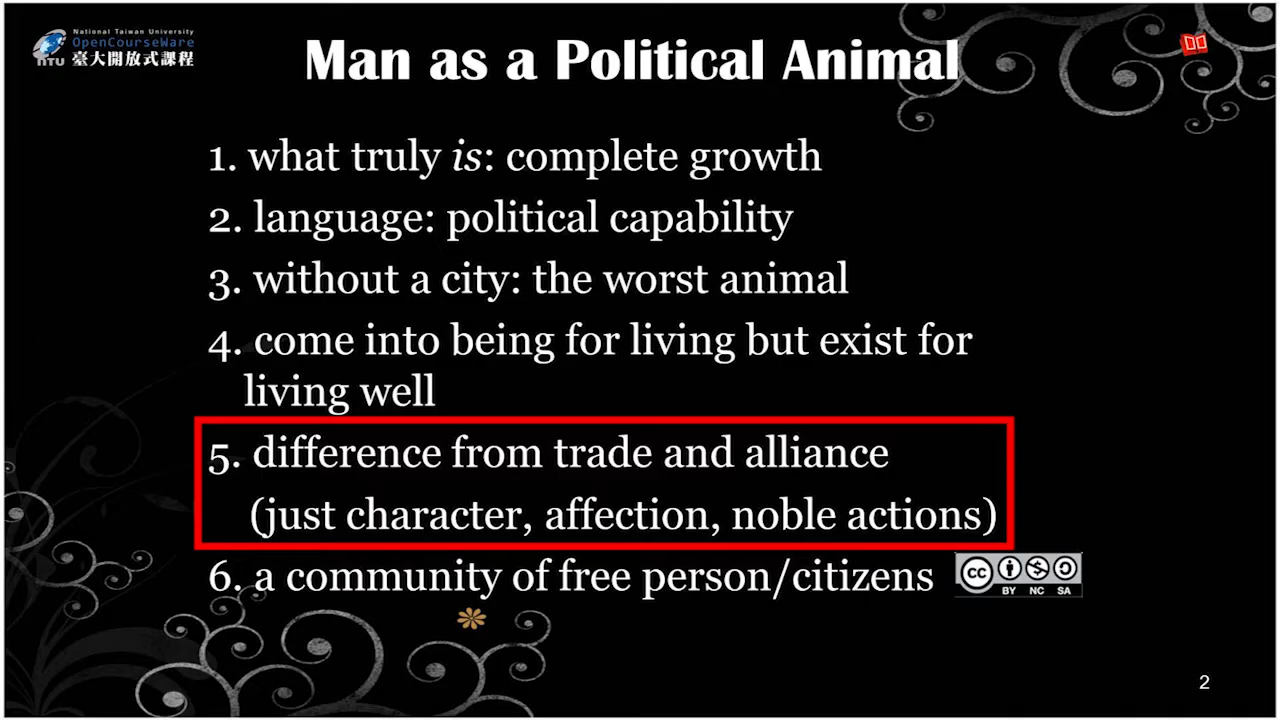 National Taiwan University
OpenCourseWare
NTU 臺大開放式課程
Man as a Political Animal
1. what truly is: complete growth
2. language: political capability
3. without a city: the worst animal
4. come into being for living but exist for
living well
5. difference from trade and alliance
(just character, affection, noble actions)
6. a community of free person/citizens
cc BY NC SA
2